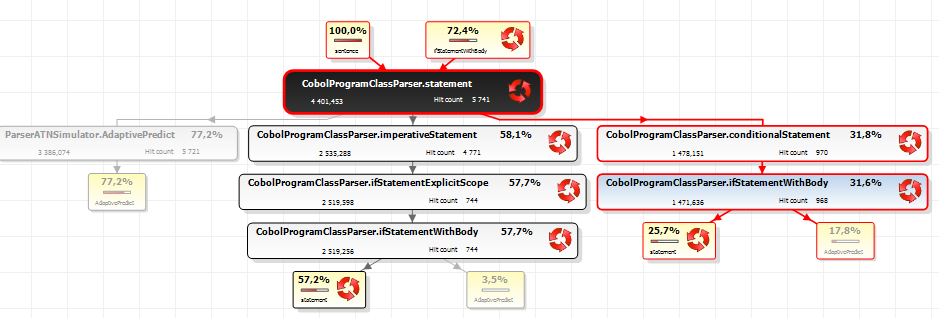 100,0%
sentence
72,4%
ifStatementWithBody
CobolProgramClassParser.statement
4 401,453 Hit count 5 741
ParserATNSimulator.AdaptivePredict 77,2%
3 386,074 Hit count 5 721
CobolProgramClassParser.imperativeStatement 58,1%
2 535,288 Hit count 4 771
CobolProgramClassParser.conditionalStatement 31,8%
1 478,151 Hit count 970
77,2%
AdaptivePredict
CobolProgramClassParser.ifStatementExplicitScope 57,7%
2 519,598 Hit count 744
CobolProgramClassParser.ifStatementWithBody 31,6%
1 471,636 Hit count 968
CobolProgramClassParser.ifStatementWithBody 57,7%
2 519,256 Hit count 744
25,7%
statement
17,8%
AdaptivePredict
57,2%
statement
3,5%
AdaptivePredict